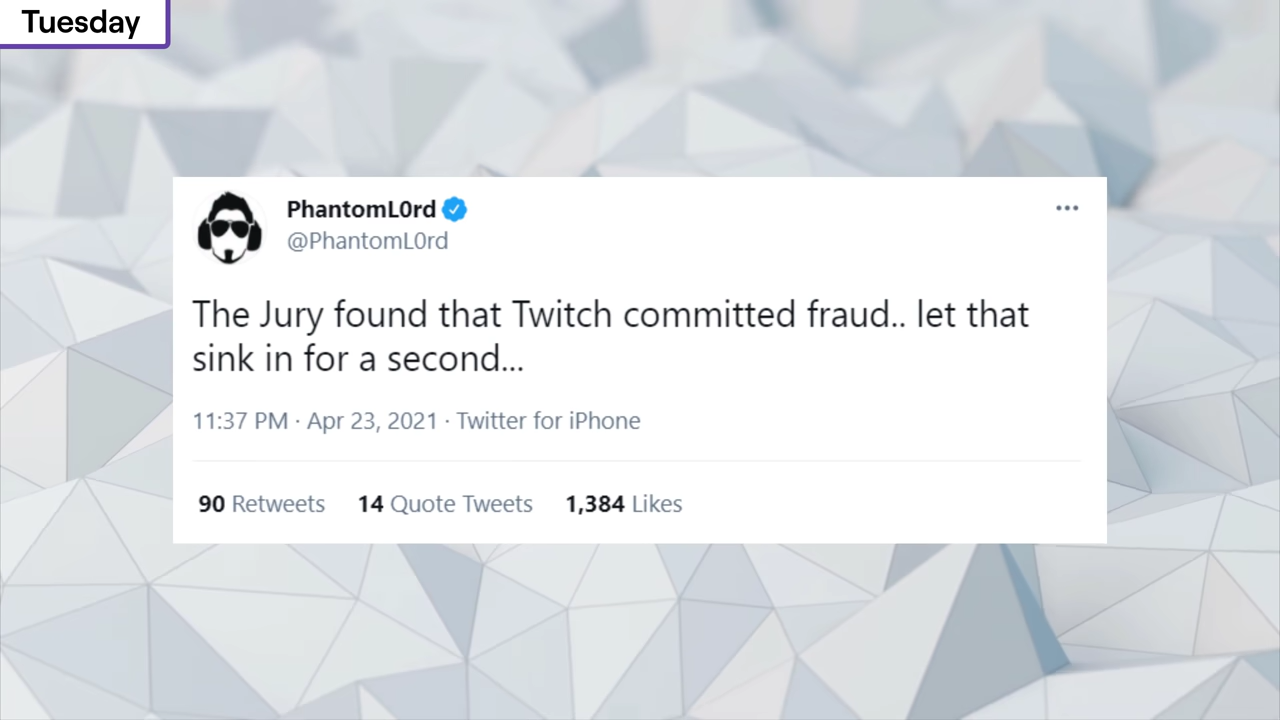 Tuesday
PhantomL0rd
@PhantomL0rd
The Jury found that Twitch committed fraud.. let that
sink in for a second...
11:37 PM · Apr 23, 2021 · Twitter for iPhone
90 Retweets 14 Quote Tweets 1,384 Likes